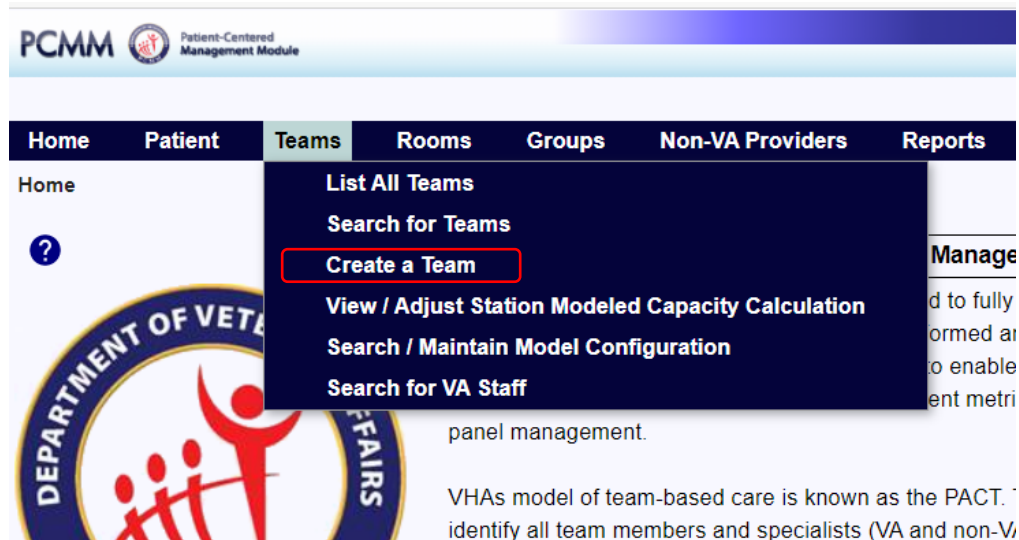 PCMM Patient-Centered
Management Module
Home Patient Teams Rooms Groups Non-VA Providers Reports
Home
List All Teams
Search for Teams
Create a Team
View / Adjust Station Modeled Capacity Calculation
Search / Maintain Model Configuration
Search for VA Staff
?
Manage
d to fully
ormed a
to enable
ent metri
panel management.
VHAs model of team-based care is known as the PACT.
identify all team members and specialists (VA and non-VA
DEPARTMENT OF VETE
FAIRS